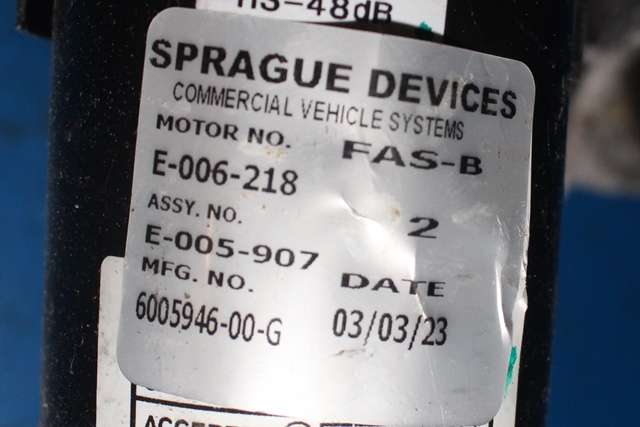 HS-48dB
SPRAGUE DEVICES
COMMERCIAL VEHICLE SYSTEMS
MOTOR NO. FAS-B
E-006-218
ASSY. NO. 2
E-005-907
MFG. NO. DATE
6005946-00-G 03/03/23